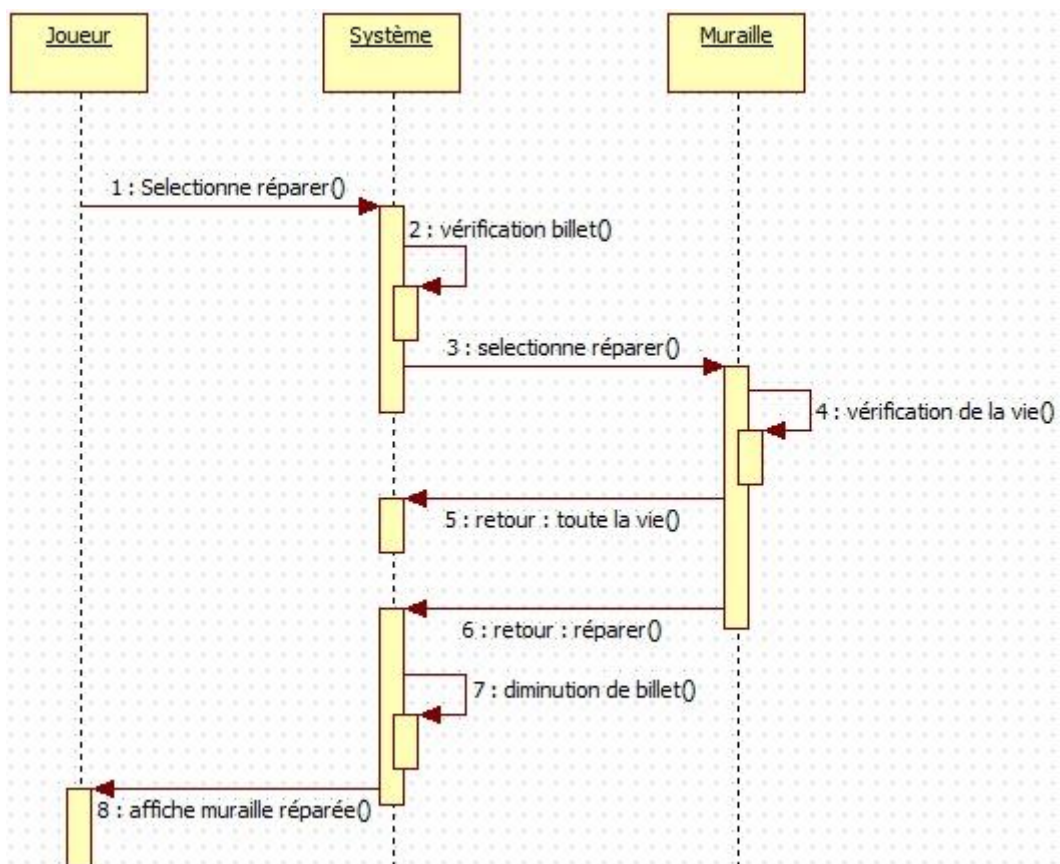 Joueur
Système
Muraille
1 : Selectionne réparer()
2 : vérification billet()
3 : selectionne réparer()
4 : vérification de la vie()
5 : retour : toute la vie()
6 : retour : réparer()
7 : diminution de billet()
8 : affiche muraille réparée()